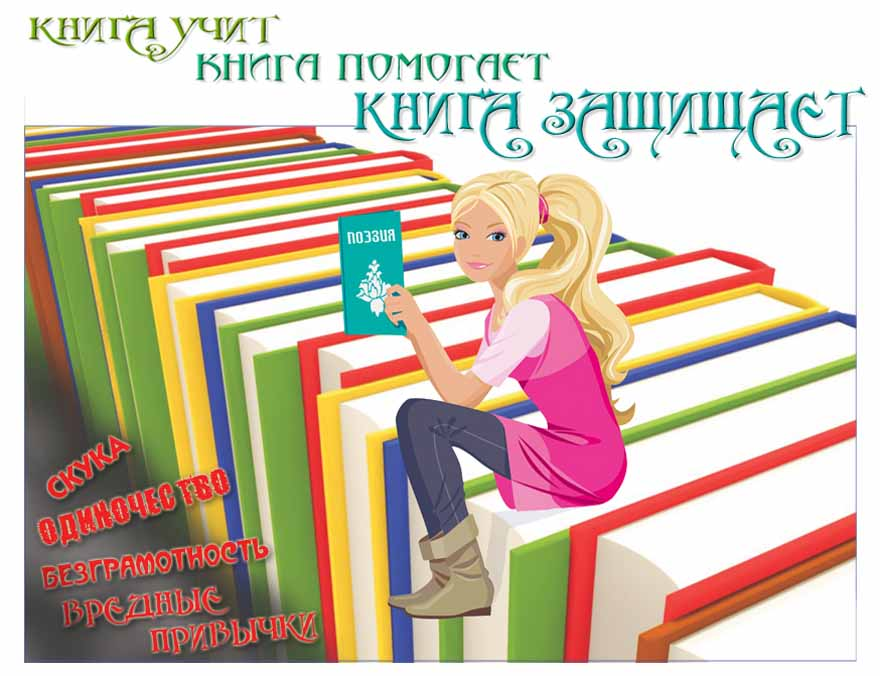 КНИГА УЧИТ
КНИГА ПОМОГАЕТ
КНИГА ЗАЩИЩАЕТ
ПОЭЗИЯ
СКУКА
ОДИНОЧЕСТВО
БЕЗГРАМОТНОСТЬ
ВРЕДНЫЕ
ПРИВЫЧКИ